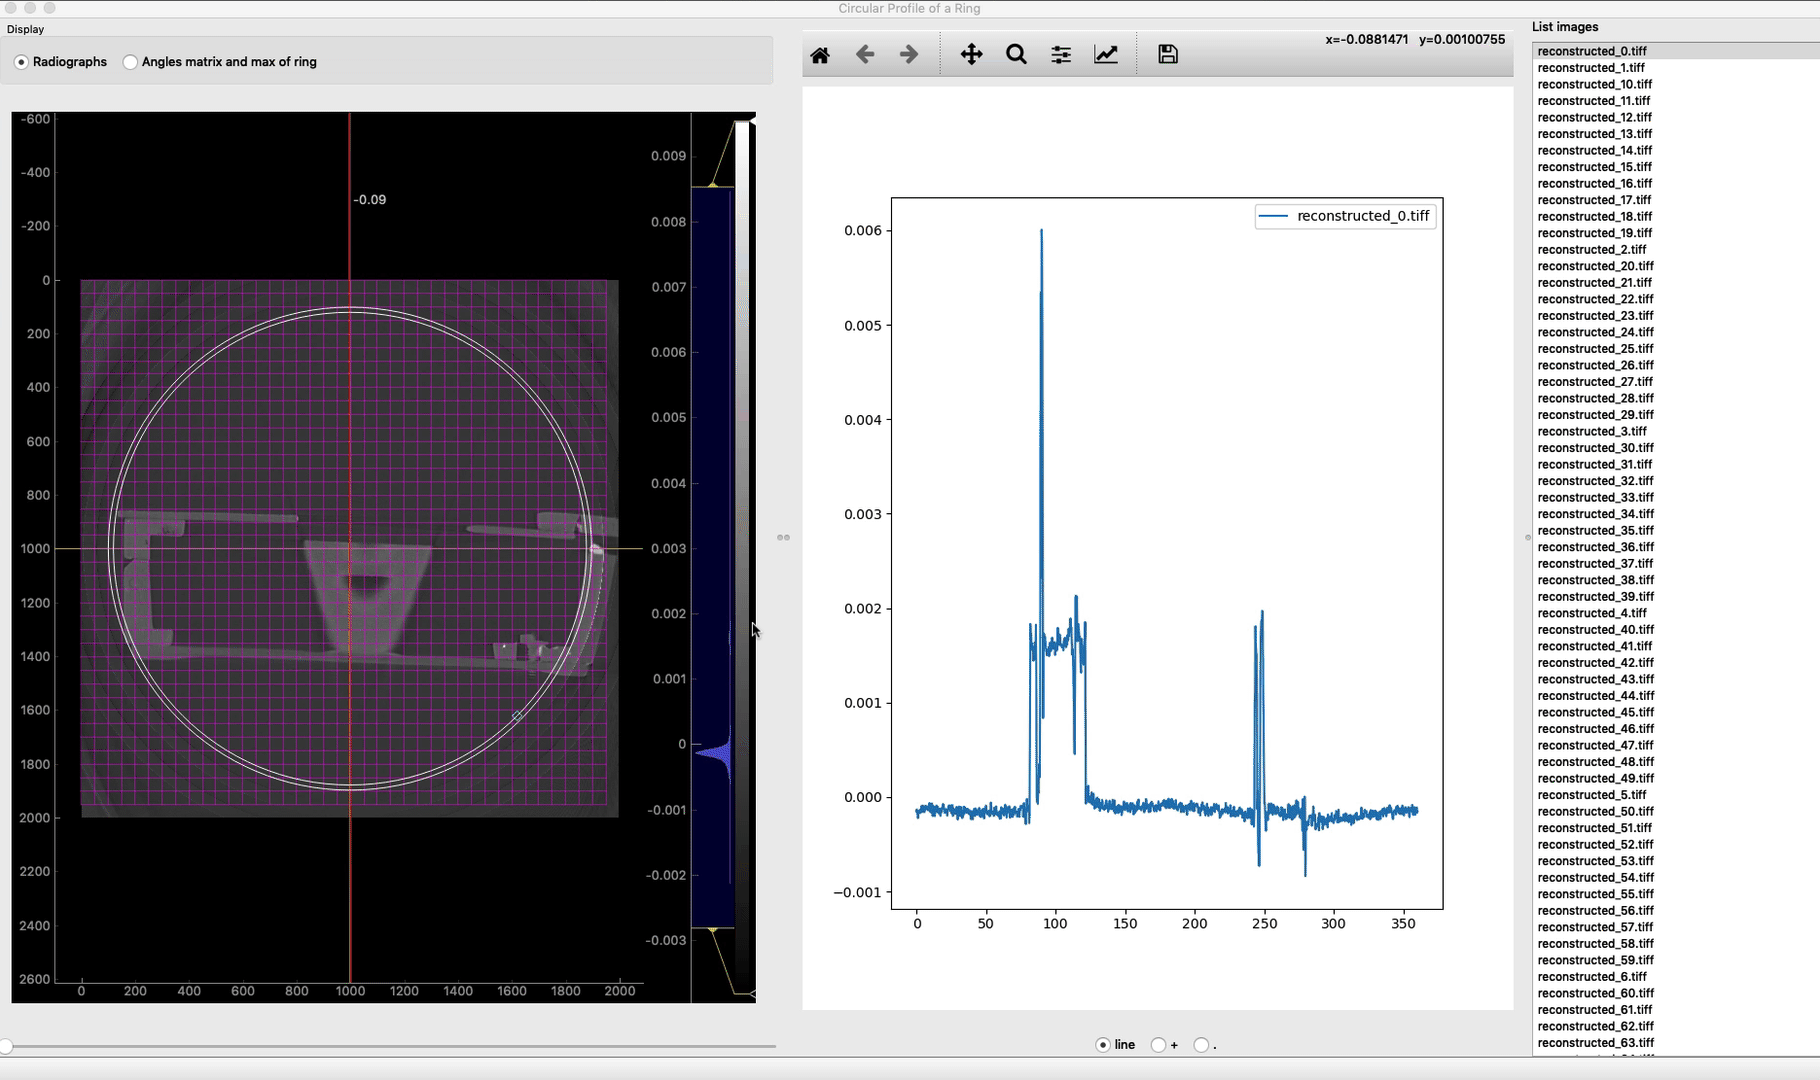 Circular Profile of a Ring
Display
Radiographs
Angles matrix and max of ring
-600
-400
-200
0
200
400
600
800
1000
1200
1400
1600
1800
2000
2200
2400
2600
0 200 400 600 800 1000 1200 1400 1600 1800 2000
-0.09
0.009
0.008
0.007
0.006
0.005
0.004
0.003
0.002
0.001
0
-0.001
-0.002
-0.003
x=-0.0881471 y=0.00100755
reconstructed_0.tiff
0.006
0.005
0.004
0.003
0.002
0.001
0.000
−0.001
0 50 100 150 200 250 300 350
line + .
List images
reconstructed_0.tiff
reconstructed_1.tiff
reconstructed_10.tiff
reconstructed_11.tiff
reconstructed_12.tiff
reconstructed_13.tiff
reconstructed_14.tiff
reconstructed_15.tiff
reconstructed_16.tiff
reconstructed_17.tiff
reconstructed_18.tiff
reconstructed_19.tiff
reconstructed_2.tiff
reconstructed_20.tiff
reconstructed_21.tiff
reconstructed_22.tiff
reconstructed_23.tiff
reconstructed_24.tiff
reconstructed_25.tiff
reconstructed_26.tiff
reconstructed_27.tiff
reconstructed_28.tiff
reconstructed_29.tiff
reconstructed_3.tiff
reconstructed_30.tiff
reconstructed_31.tiff
reconstructed_32.tiff
reconstructed_33.tiff
reconstructed_34.tiff
reconstructed_35.tiff
reconstructed_36.tiff
reconstructed_37.tiff
reconstructed_38.tiff
reconstructed_39.tiff
reconstructed_4.tiff
reconstructed_40.tiff
reconstructed_41.tiff
reconstructed_42.tiff
reconstructed_43.tiff
reconstructed_44.tiff
reconstructed_45.tiff
reconstructed_46.tiff
reconstructed_47.tiff
reconstructed_48.tiff
reconstructed_49.tiff
reconstructed_5.tiff
reconstructed_50.tiff
reconstructed_51.tiff
reconstructed_52.tiff
reconstructed_53.tiff
reconstructed_54.tiff
reconstructed_55.tiff
reconstructed_56.tiff
reconstructed_57.tiff
reconstructed_58.tiff
reconstructed_59.tiff
reconstructed_6.tiff
reconstructed_60.tiff
reconstructed_61.tiff
reconstructed_62.tiff
reconstructed_63.tiff